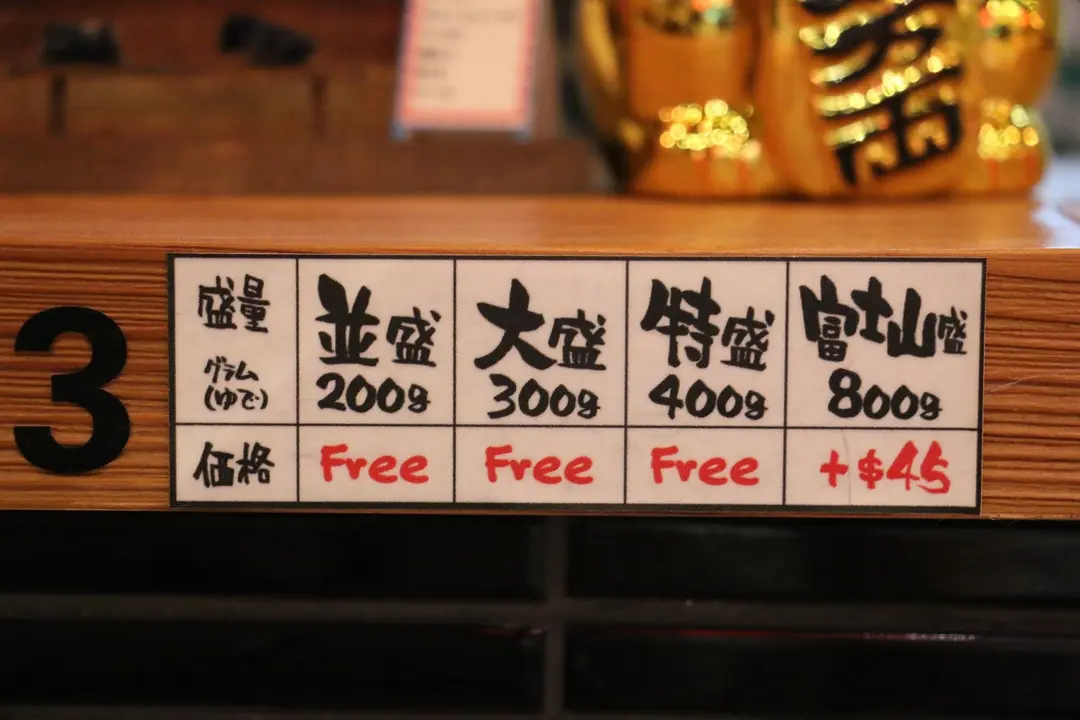 3
盛量 並盛 大盛 特盛 富士山盛
グラム(ゆで) 200g 300g 400g 800g
価格 Free Free Free +$45